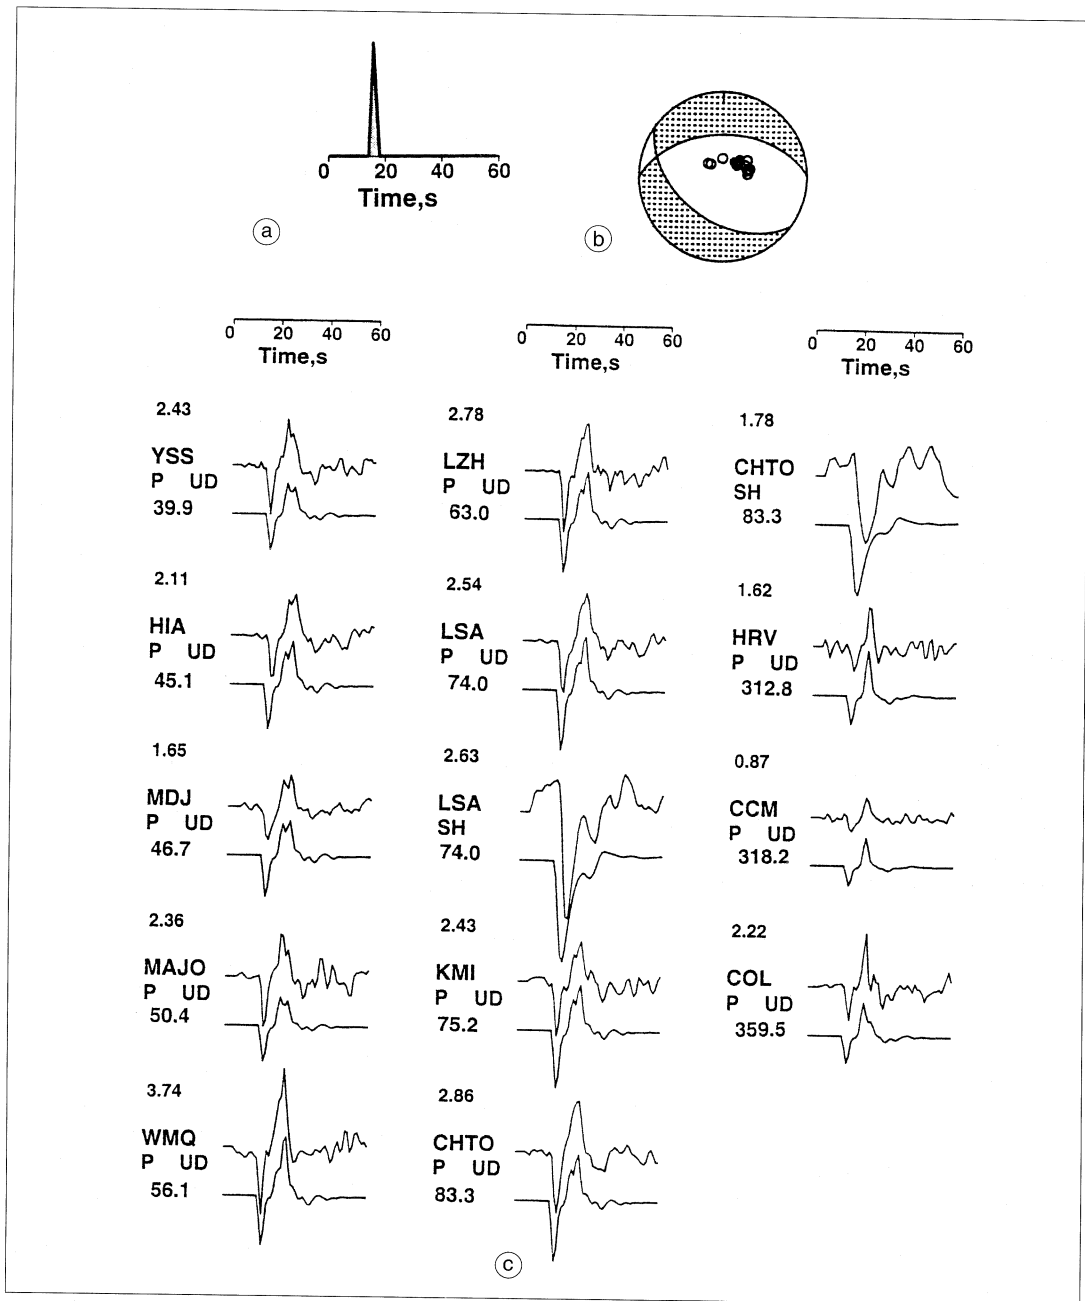 0 20 40 60
Time,s
a
b
0 20 40 60
Time,s
0 20 40 60
Time,s
0 20 40 60
Time,s
2.43
YSS
P UD
39.9
2.11
HIA
P UD
45.1
1.65
MDJ
P UD
46.7
2.36
MAJO
P UD
50.4
3.74
WMQ
P UD
56.1
2.78
LZH
P UD
63.0
2.54
LSA
P UD
74.0
2.63
LSA
SH
74.0
2.43
KMI
P UD
75.2
2.86
CHTO
P UD
83.3
1.78
CHTO
SH
83.3
1.62
HRV
P UD
312.8
0.87
CCM
P UD
318.2
2.22
COL
P UD
359.5
c